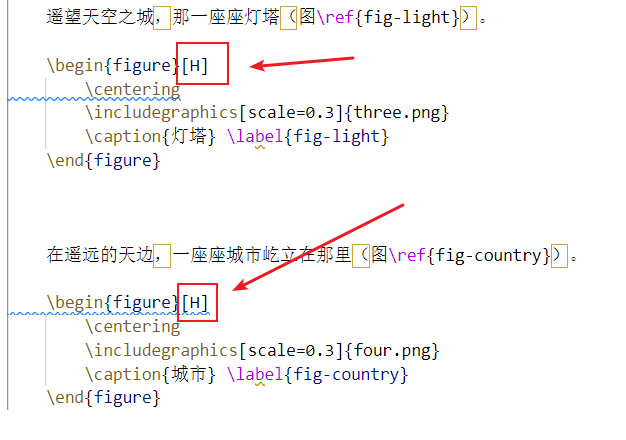 遥望天空之城，那一座座灯塔（图\ref{fig-light}）。
\begin{figure}[H]
\centering
\includegraphics[scale=0.3]{three.png}
\caption{灯塔} \label{fig-light}
\end{figure}
在遥远的天边，一座座城市屹立在那里（图\ref{fig-country}）。
\begin{figure}[H]
\centering
\includegraphics[scale=0.3]{four.png}
\caption{城市} \label{fig-country}
\end{figure}